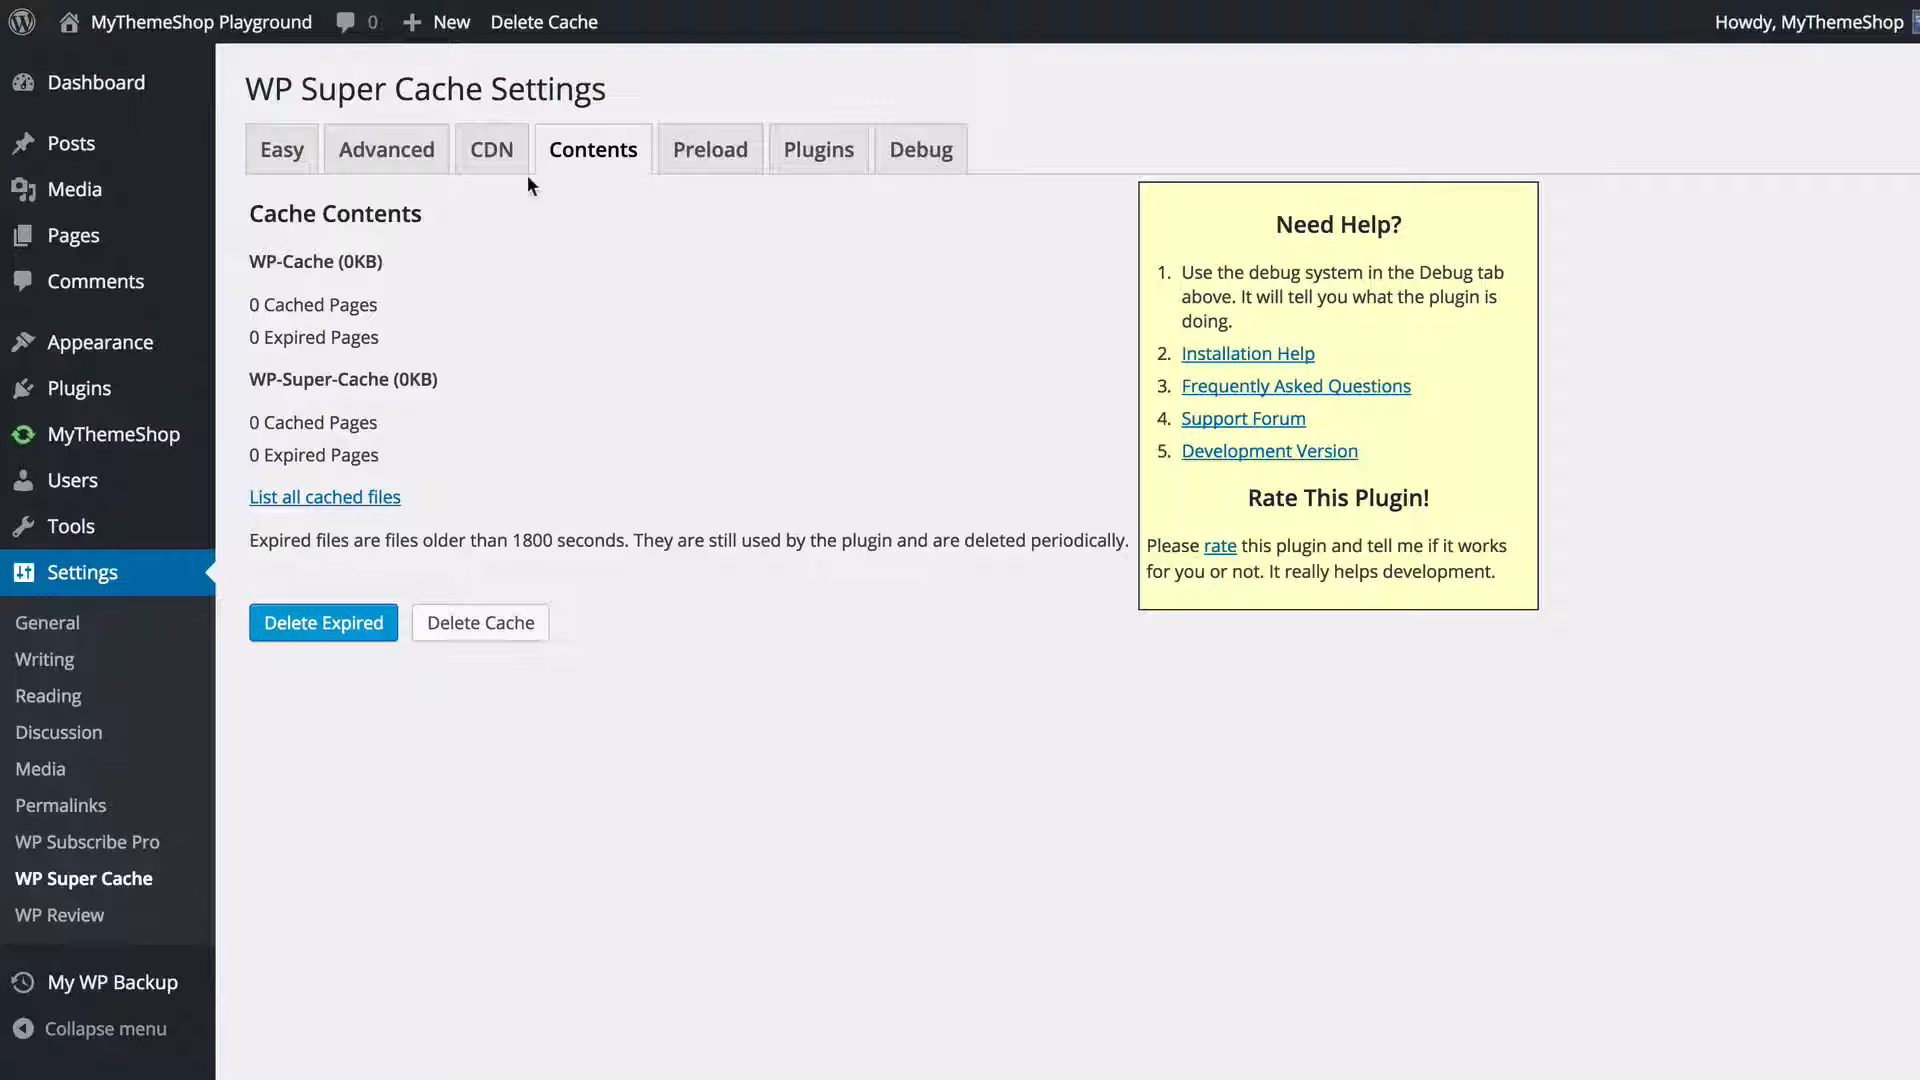 MyThemeShop Playground 0 New Delete Cache Howdy, MyThemeShop
Dashboard
Posts
Media
Pages
Comments
Appearance
Plugins
MyThemeShop
Users
Tools
Settings
General
Writing
Reading
Discussion
Media
Permalinks
WP Subscribe Pro
WP Super Cache
WP Review
My WP Backup
Collapse menu
WP Super Cache Settings
Easy Advanced CDN Contents Preload Plugins Debug
Cache Contents
WP-Cache (0KB)
0 Cached Pages
0 Expired Pages
WP-Super-Cache (0KB)
0 Cached Pages
0 Expired Pages
List all cached files
Expired files are files older than 1800 seconds. They are still used by the plugin and are deleted periodically.
Delete Expired Delete Cache
Need Help?
1. Use the debug system in the Debug tab
above. It will tell you what the plugin is
doing.
2. Installation Help
3. Frequently Asked Questions
4. Support Forum
5. Development Version
Rate This Plugin!
Please rate this plugin and tell me if it works
for you or not. It really helps development.